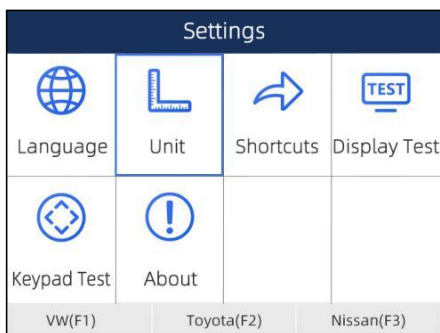 Settings
TEST
Language Unit Shortcuts Display Test
Keypad Test About
VW(F1) Toyota(F2) Nissan(F3)